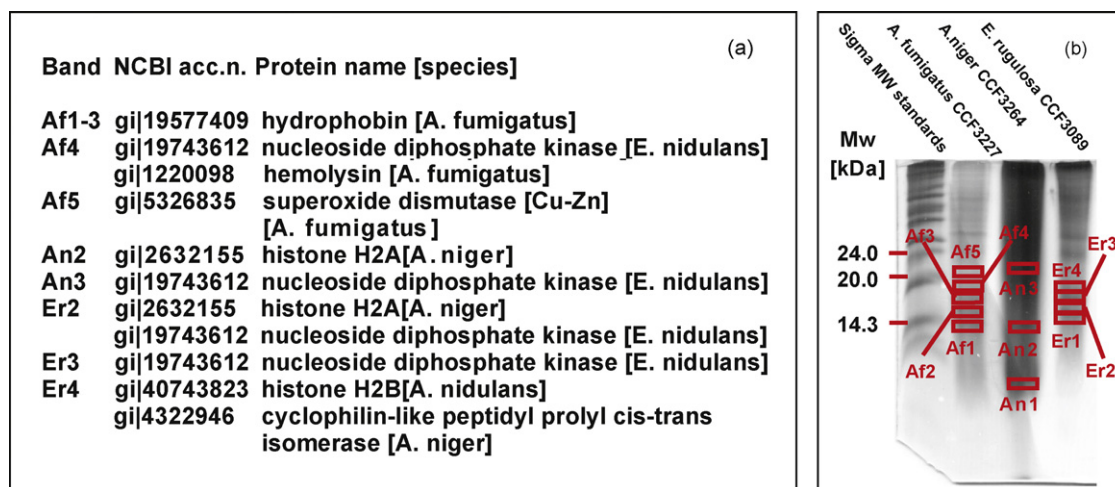 (a)
Band NCBI acc.n. Protein name [species]
Af1-3 gi|19577409 hydrophobin [A. fumigatus]
Af4 gi|19743612 nucleoside diphosphate kinase [E. nidulans]
gi|1220098 hemolysin [A. fumigatus]
Af5 gi|5326835 superoxide dismutase [Cu-Zn]
[A. fumigatus]
An2 gi|2632155 histone H2A[A. niger]
An3 gi|19743612 nucleoside diphosphate kinase [E. nidulans]
Er2 gi|2632155 histone H2A[A. niger]
gi|19743612 nucleoside diphosphate kinase [E. nidulans]
Er3 gi|19743612 nucleoside diphosphate kinase [E. nidulans]
Er4 gi|40743823 histone H2B[A. nidulans]
gi|4322946 cyclophilin-like peptidyl prolyl cis-trans
isomerase [A. niger]
(b)
Sigma MW standards
A. fumigatus CCF3227
A.niger CCF3264
E. rugulosa CCF3089
Mw
[kDa]
24.0
20.0
14.3
Af3
Af5
Af4
Er3
Er4
An3
Af1
An2
Er1
Af2
Er2
An1